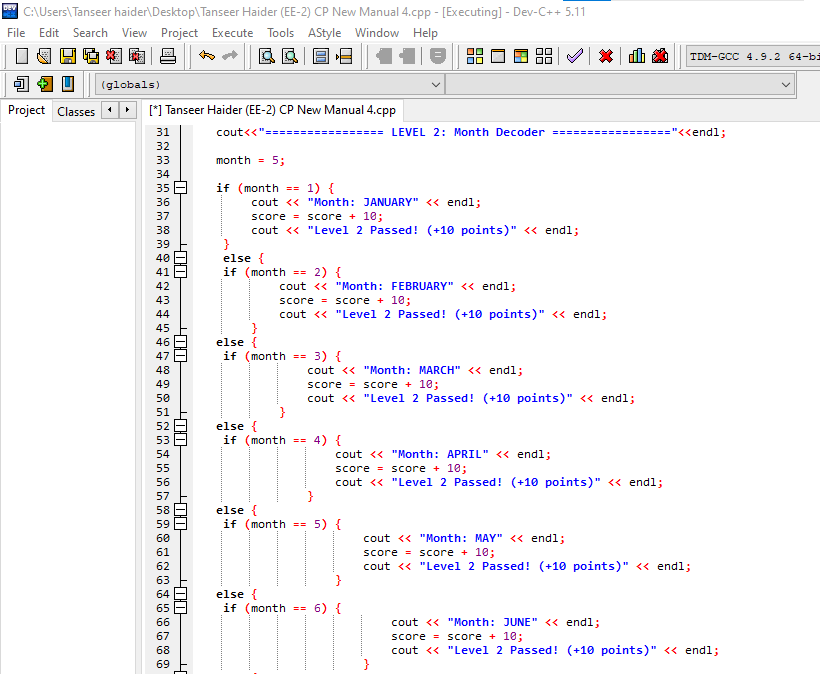 C:\Users\Tanseer haider\Desktop\Tanseer Haider (EE-2) CP New Manual 4.cpp - [Executing] - Dev-C++ 5.11
File Edit Search View Project Execute Tools AStyle Window Help
TDM-GCC 4.9.2 64-bi
(globals)
Project Classes [*] Tanseer Haider (EE-2) CP New Manual 4.cpp
31 cout<<"================= LEVEL 2: Month Decoder ================="<<endl;
32
33 month = 5;
34
35 if (month == 1) {
36 cout << "Month: JANUARY" << endl;
37 score = score + 10;
38 cout << "Level 2 Passed! (+10 points)" << endl;
39 }
40 else {
41 if (month == 2) {
42 cout << "Month: FEBRUARY" << endl;
43 score = score + 10;
44 cout << "Level 2 Passed! (+10 points)" << endl;
45 }
46 else {
47 if (month == 3) {
48 cout << "Month: MARCH" << endl;
49 score = score + 10;
50 cout << "Level 2 Passed! (+10 points)" << endl;
51 }
52 else {
53 if (month == 4) {
54 cout << "Month: APRIL" << endl;
55 score = score + 10;
56 cout << "Level 2 Passed! (+10 points)" << endl;
57 }
58 else {
59 if (month == 5) {
60 cout << "Month: MAY" << endl;
61 score = score + 10;
62 cout << "Level 2 Passed! (+10 points)" << endl;
63 }
64 else {
65 if (month == 6) {
66 cout << "Month: JUNE" << endl;
67 score = score + 10;
68 cout << "Level 2 Passed! (+10 points)" << endl;
69 }